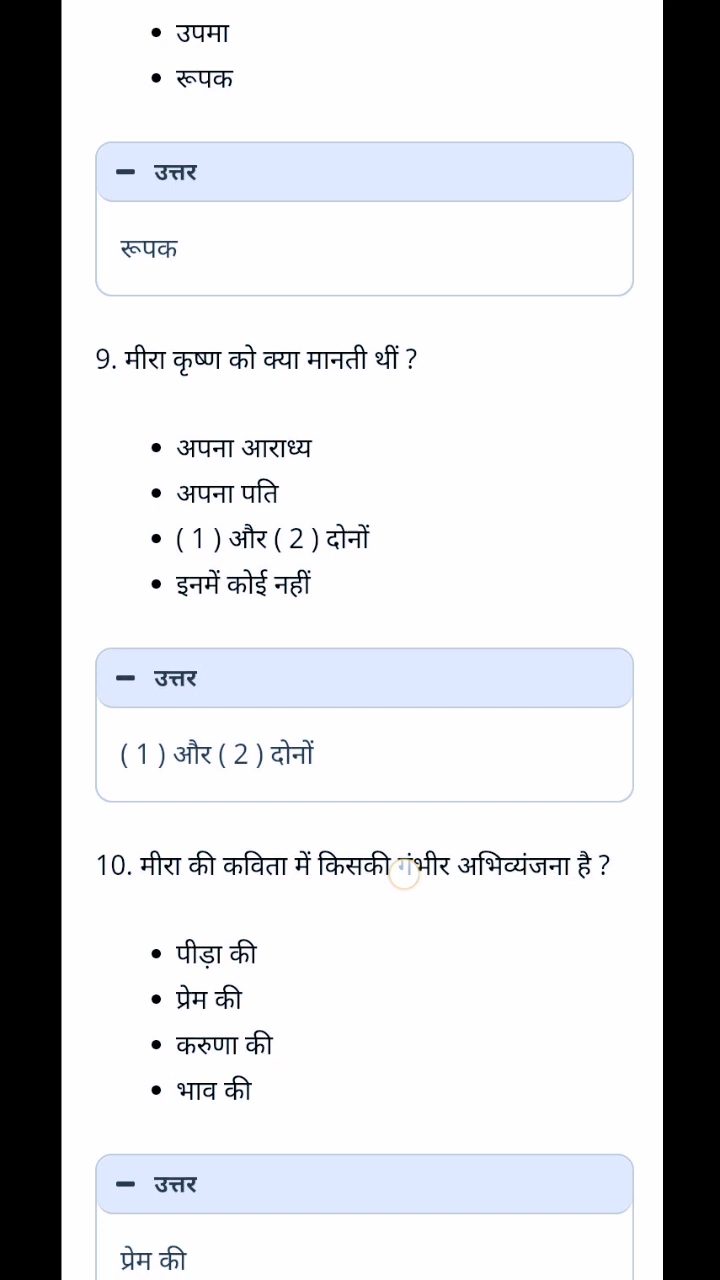 उपमा
रूपक
उत्तर
रूपक
9. मीरा कृष्ण को क्या मानती थीं ?
अपना आराध्य
अपना पति
( 1 ) और ( 2 ) दोनों
इनमें कोई नहीं
उत्तर
( 1 ) और ( 2 ) दोनों
10. मीरा की कविता में किसकी गंभीर अभिव्यंजना है ?
पीड़ा की
प्रेम की
करुणा की
भाव की
उत्तर
प्रेम की